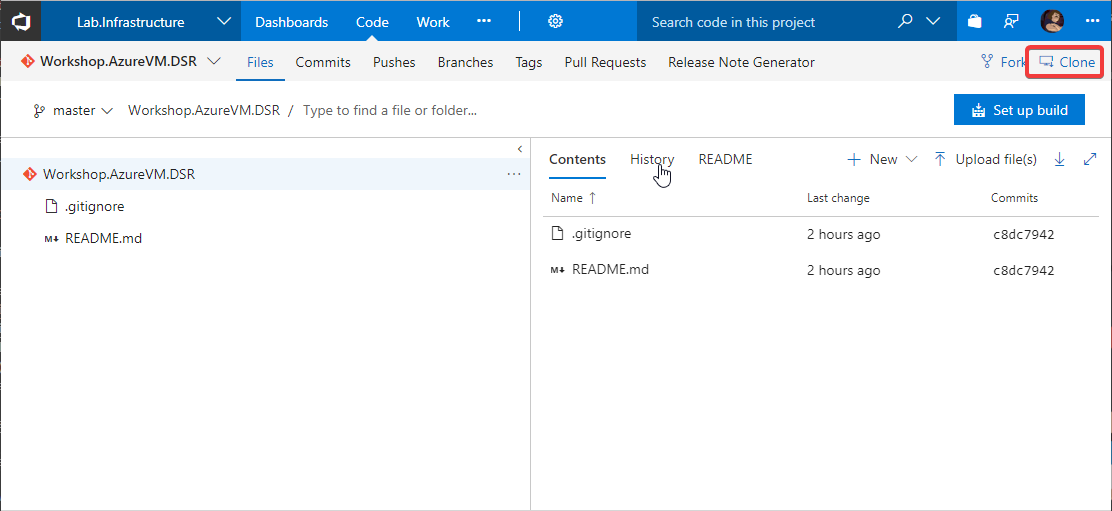 Lab.Infrastructure Dashboards Code Work ··· Search code in this project ···
Workshop.AzureVM.DSR Files Commits Pushes Branches Tags Pull Requests Release Note Generator Fork Clone
master Workshop.AzureVM.DSR / Type to find a file or folder... Set up build
Workshop.AzureVM.DSR ···
.gitignore
M↓ README.md
Contents History README New Upload file(s)
Name ↑ Last change Commits
.gitignore 2 hours ago c8dc7942
M↓ README.md 2 hours ago c8dc7942